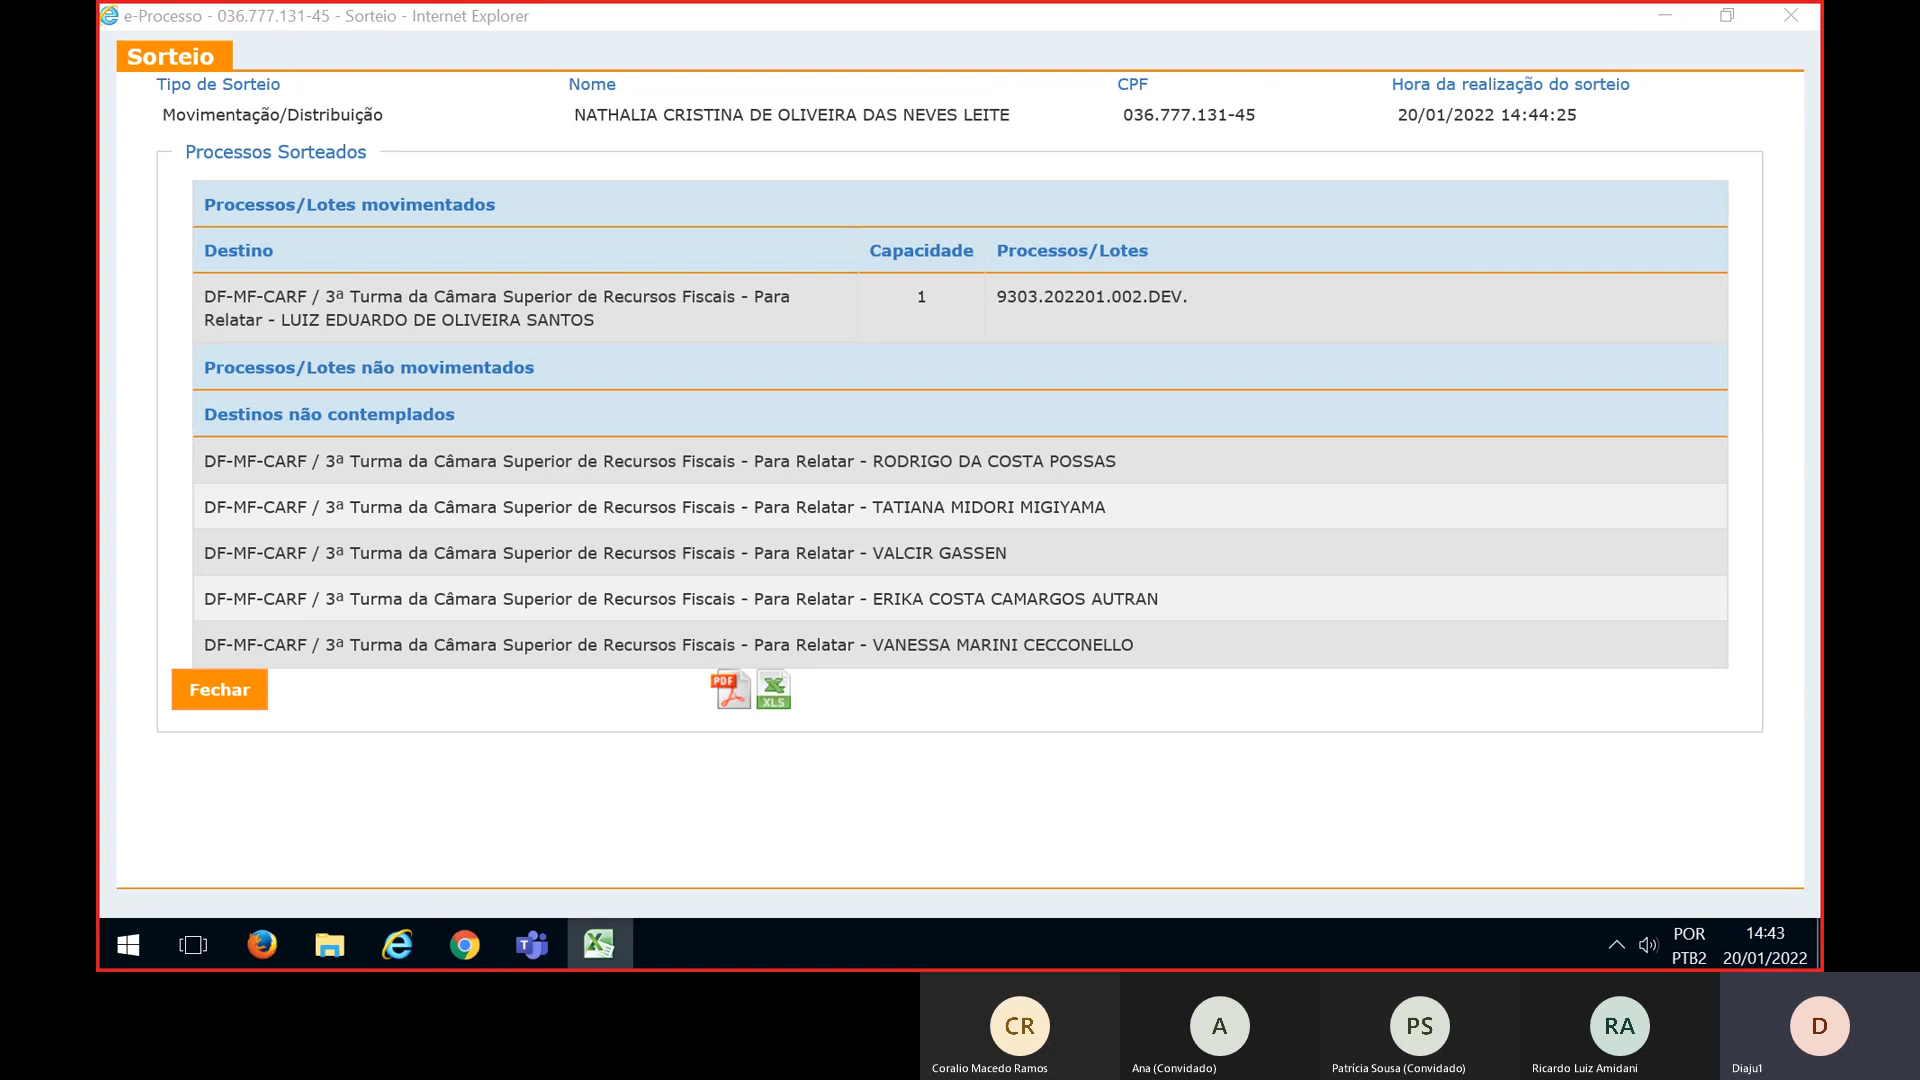 e-Processo - 036.777.131-45 - Sorteio - Internet Explorer
Sorteio
Tipo de Sorteio Nome CPF Hora da realização do sorteio
Movimentação/Distribuição NATHALIA CRISTINA DE OLIVEIRA DAS NEVES LEITE 036.777.131-45 20/01/2022 14:44:25
Processos Sorteados
Processos/Lotes movimentados
Destino Capacidade Processos/Lotes
DF-MF-CARF / 3ª Turma da Câmara Superior de Recursos Fiscais - Para 1 9303.202201.002.DEV.
Relatar - LUIZ EDUARDO DE OLIVEIRA SANTOS
Processos/Lotes não movimentados
Destinos não contemplados
DF-MF-CARF / 3ª Turma da Câmara Superior de Recursos Fiscais - Para Relatar - RODRIGO DA COSTA POSSAS
DF-MF-CARF / 3ª Turma da Câmara Superior de Recursos Fiscais - Para Relatar - TATIANA MIDORI MIGIYAMA
DF-MF-CARF / 3ª Turma da Câmara Superior de Recursos Fiscais - Para Relatar - VALCIR GASSEN
DF-MF-CARF / 3ª Turma da Câmara Superior de Recursos Fiscais - Para Relatar - ERIKA COSTA CAMARGOS AUTRAN
DF-MF-CARF / 3ª Turma da Câmara Superior de Recursos Fiscais - Para Relatar - VANESSA MARINI CECCONELLO
Fechar PDF XLS
POR 14:43
PTB2 20/01/2022
CR A PS RA D
Coralio Macedo Ramos Ana (Convidado) Patrícia Sousa (Convidado) Ricardo Luiz Amidani Diaju1